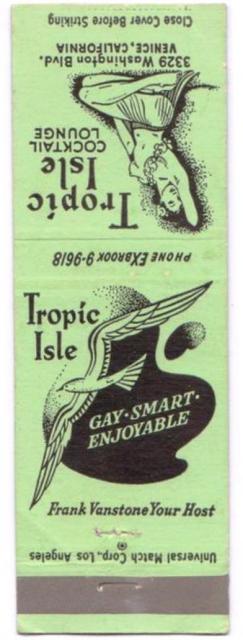 Close Cover Before Striking
3329 Washington Blvd.
VENICE, CALIFORNIA
Tropic
Isle
COCKTAIL
LOUNGE
PHONE EXBROOK 9-9618
Tropic
Isle
GAY·SMART·
ENJOYABLE
Frank Vanstone Your Host
Universal Match Corp., Los Angeles